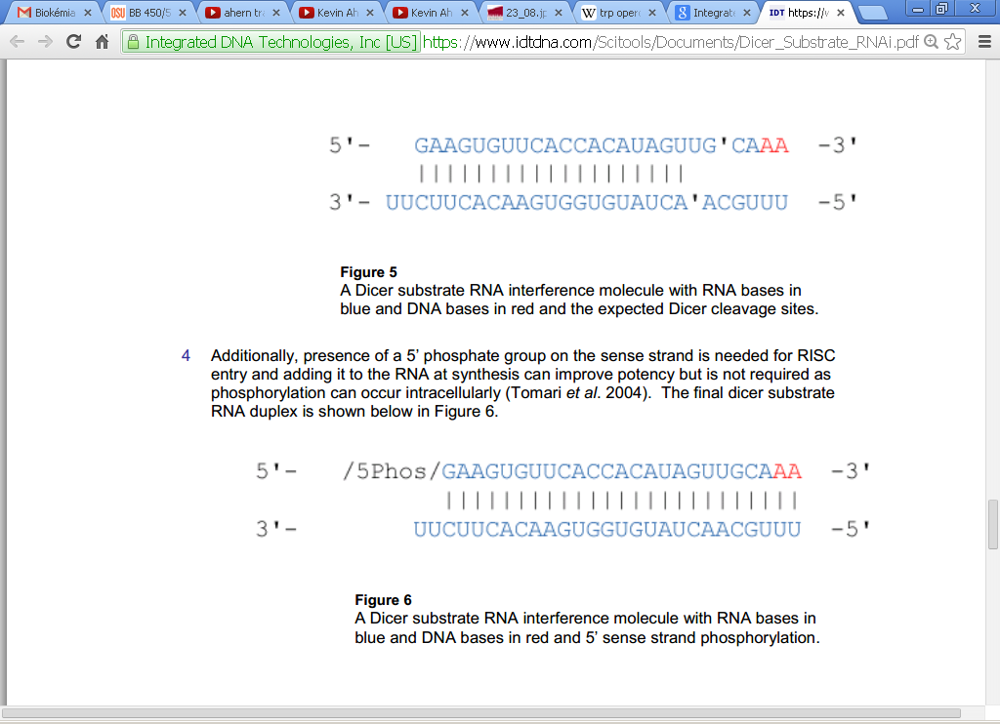 Biokémia BB 450/5 ahern tr Kevin Ah Kevin Ah 23_08.jp trp oper Integrat IDT https://
Integrated DNA Technologies, Inc [US] https://www.idtdna.com/Scitools/Documents/Dicer_Substrate_RNAi.pdf
5'- GAAGUGUUCACCACAUAGUUG'CAAA -3'
| | | | | | | | | | | | | | | | | | |
3'- UUCUUCACAAGUGGUGUAUCA'ACGUUU -5'
Figure 5
A Dicer substrate RNA interference molecule with RNA bases in
blue and DNA bases in red and the expected Dicer cleavage sites.
4 Additionally, presence of a 5’ phosphate group on the sense strand is needed for RISC
entry and adding it to the RNA at synthesis can improve potency but is not required as
phosphorylation can occur intracellularly (Tomari et al. 2004). The final dicer substrate
RNA duplex is shown below in Figure 6.
5'- /5Phos/GAAGUGUUCACCACAUAGUUGCAAA -3'
| | | | | | | | | | | | | | | | | | | | | | | | |
3'- UUCUUCACAAGUGGUGUAUCAACGUUU -5'
Figure 6
A Dicer substrate RNA interference molecule with RNA bases in
blue and DNA bases in red and 5’ sense strand phosphorylation.